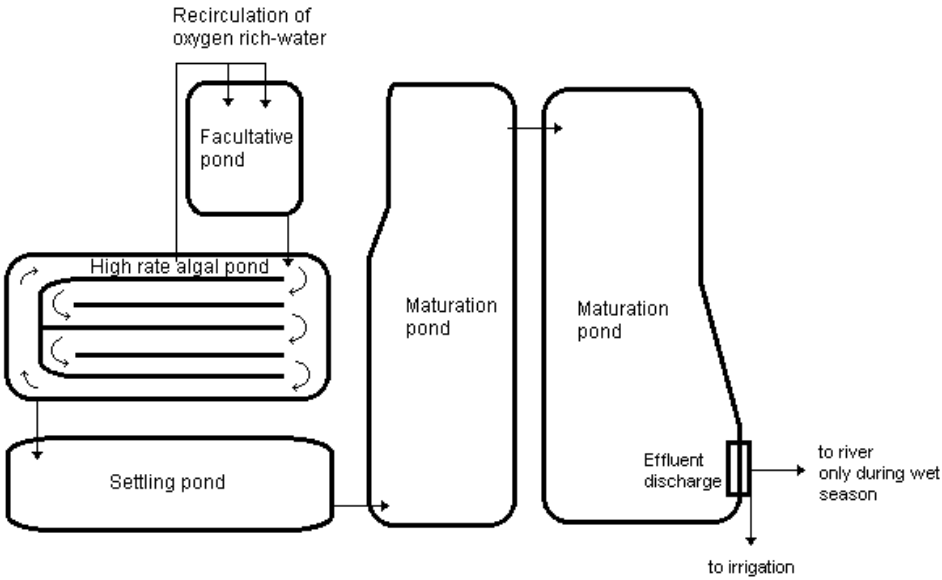 Recirculation of
oxygen rich-water
Facultative
pond
High rate algal pond
Settling pond
Maturation
pond
Maturation
pond
Effluent
discharge
to river
only during wet
season
to irrigation